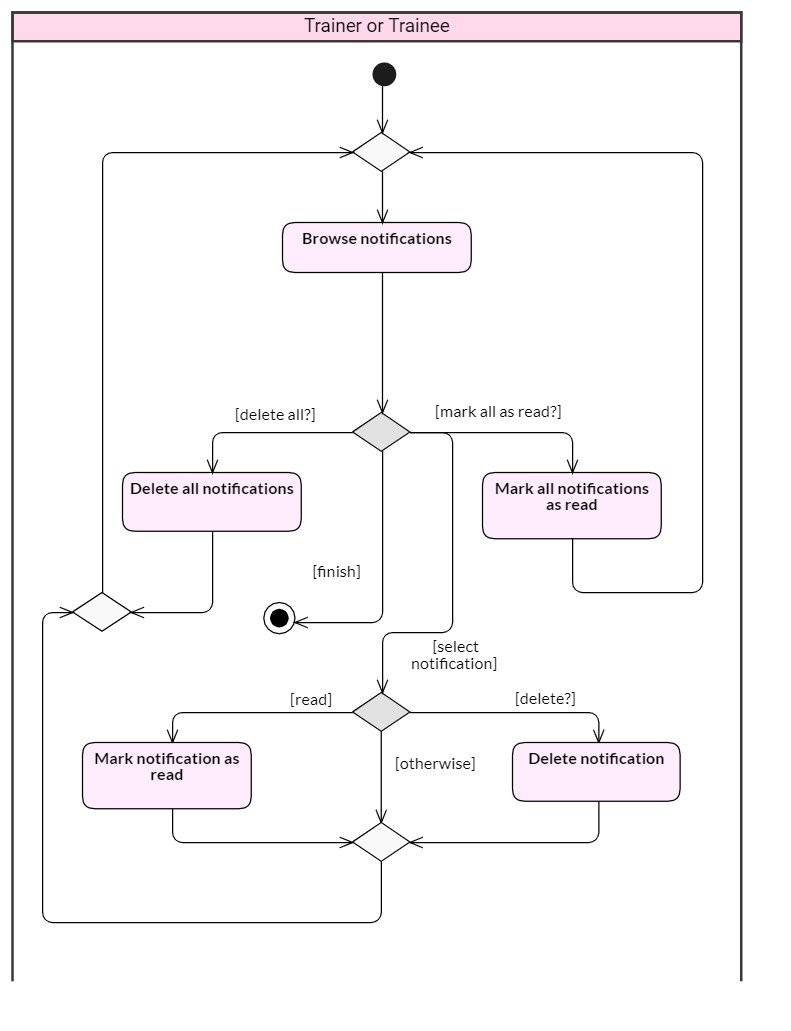 Trainer or Trainee
Browse notifications
[delete all?]
[mark all as read?]
Delete all notifications
Mark all notifications
as read
[finish]
[select
notification]
[read]
[delete?]
Mark notification as
read
[otherwise]
Delete notification